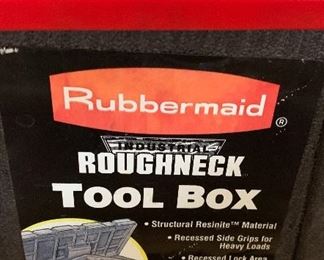 Rubbermaid ®
INDUSTRIAL
ROUGHNECK
TOOL BOX
• Structural Resinite™ Material
• Recessed Side Grips for
Heavy Loads
• Recessed Lock Area